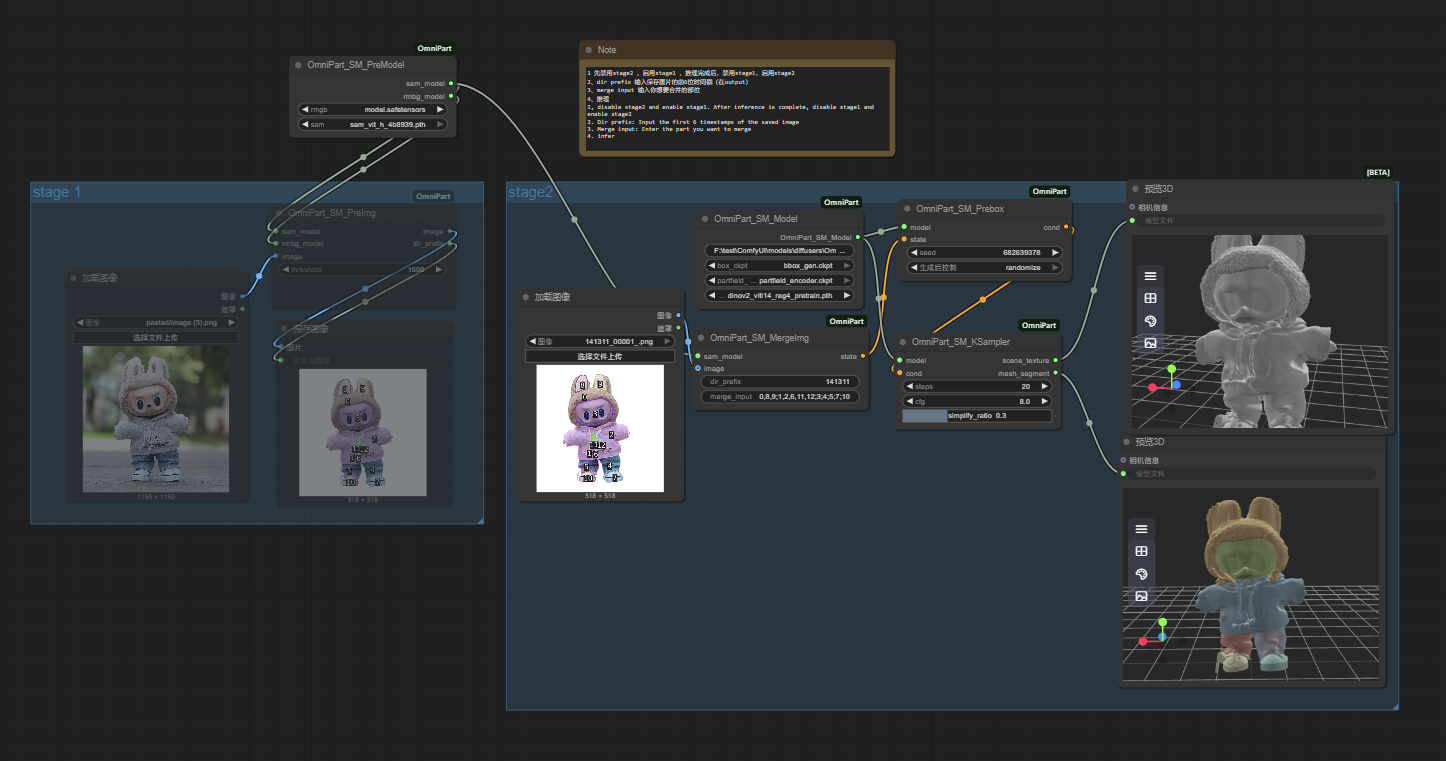 OmniPart
OmniPart_SM_PreModel
sam_model
rmbg_model
rmgb model.safetensors
sam sam_vit_h_4b8939.pth
Note
1 先禁用stage2 , 启用stage1 , 推理完成后, 禁用stage1, 启用stage2
2、dir prefix 输入保存图片的前6位时间戳 (在output)
3、merge input 输入你想要合并的部位
4、推理
1, disable stage2 and enable stage1. After inference is complete, disable stage1 and
enable stage2
2. Dir prefix: Input the first 6 timestamps of the saved image
3. Merge input: Enter the part you want to merge
4. infer
stage 1
OmniPart
OmniPart_SM_PreImg
sam_model
rmbg_model
image
image
dir_prefix
threshold 1600
加载图像
图像
遮罩
图像 pasted/image (3).png
选择文件上传
1150 × 1150
保存图像
图片
518 × 518
stage2
加载图像
图像
遮罩
图像 141311_00001_.png
选择文件上传
518 × 518
OmniPart
OmniPart_SM_Model
OmniPart_SM_Model
F:\test\ComfyUI\models\diffusers\Om ...
box_ckpt bbox_gen.ckpt
partfield_ ... partfield_encoder.ckpt
... dinov2_vitl14_reg4_pretrain.pth
OmniPart
OmniPart_SM_MergeImg
sam_model
image
state
dir_prefix 141311
merge_input 0,8,9;1,2,6,11,12;3;4;5;7;10
OmniPart
OmniPart_SM_Prebox
model
state
cond
seed 682639378
生成后控制 randomize
OmniPart
OmniPart_SM_KSampler
model
cond
scene_texture
mesh_segment
steps 20
cfg 8.0
simplify_ratio 0.3
[BETA]
预览3D
相机信息
模型文件
预览3D
相机信息
模型文件